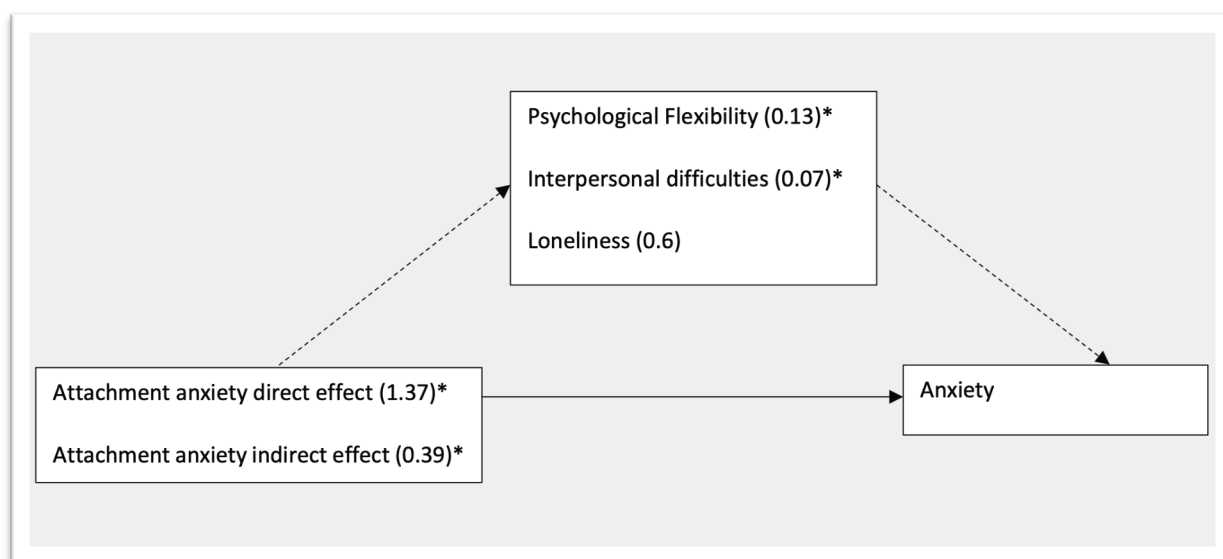 Psychological Flexibility (0.13)*
Interpersonal difficulties (0.07)*
Loneliness (0.6)
Attachment anxiety direct effect (1.37)*
Attachment anxiety indirect effect (0.39)*
Anxiety